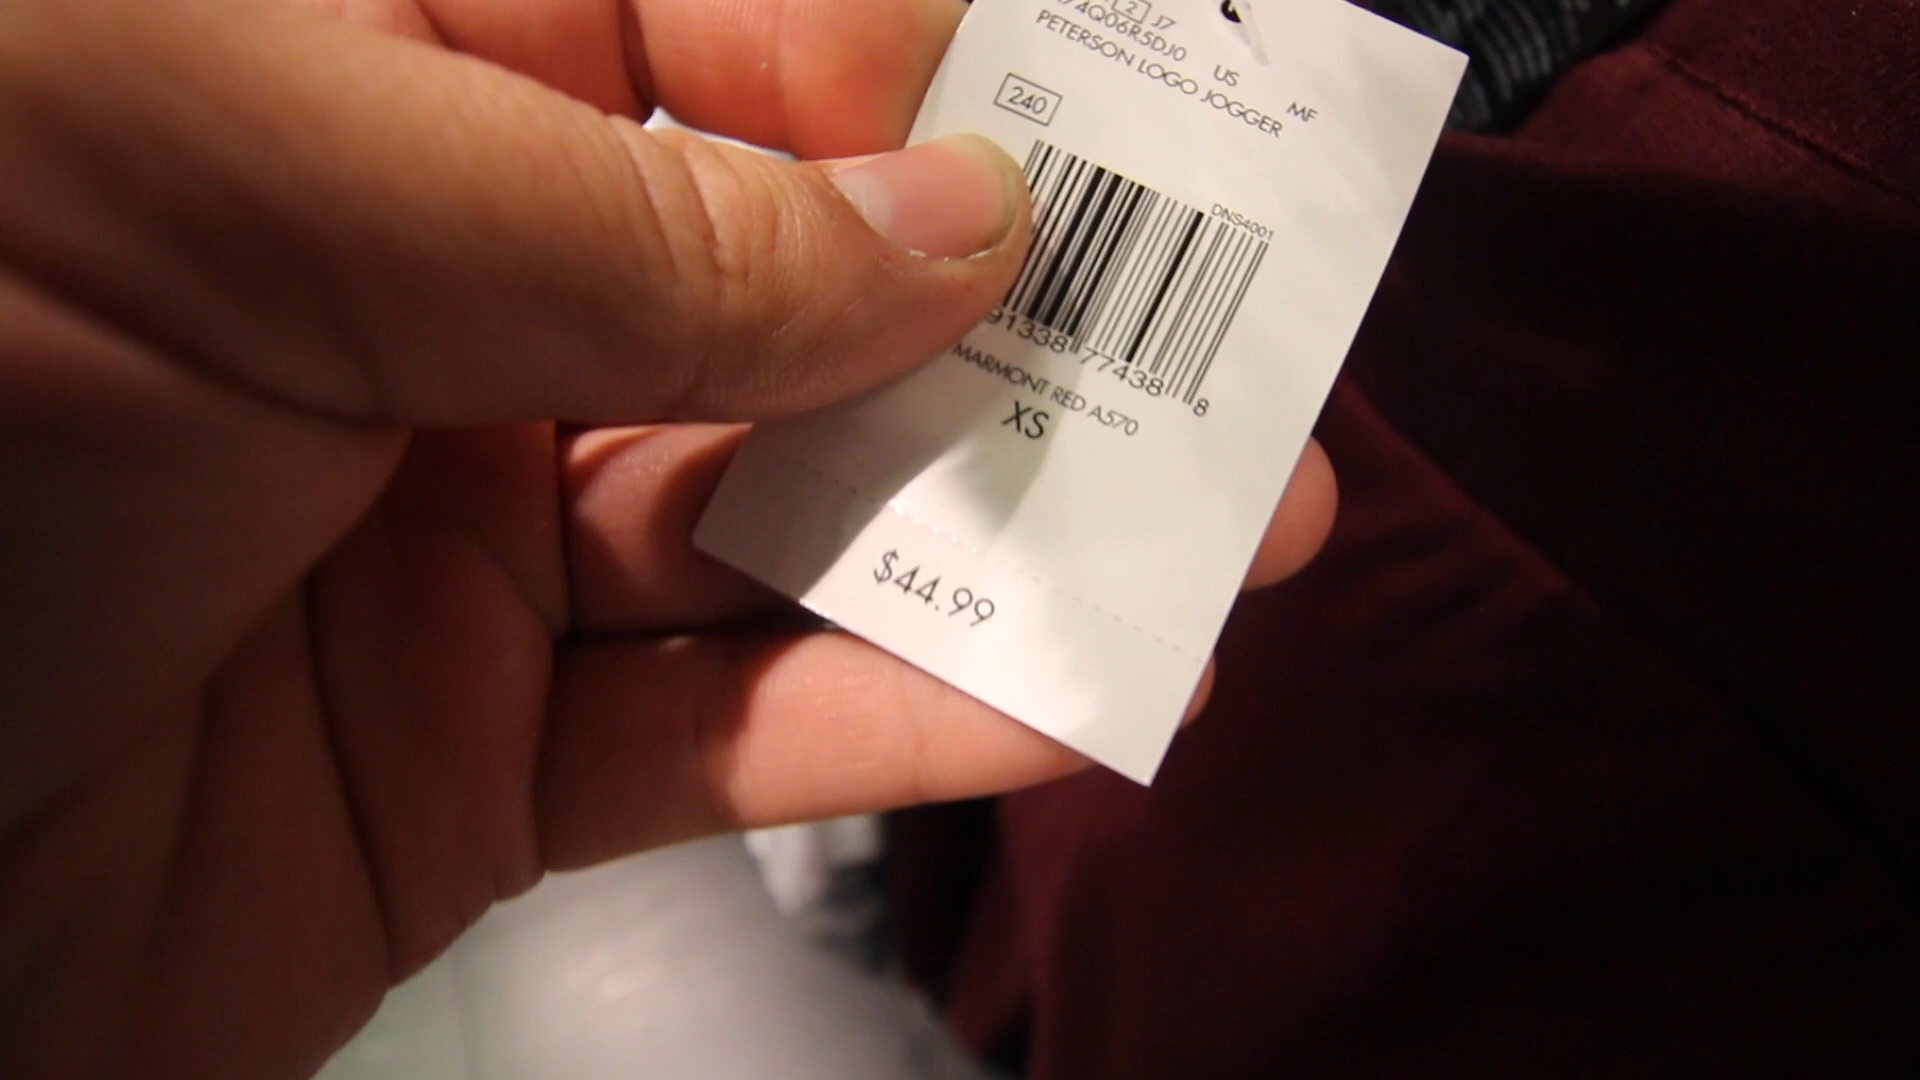 2 J7
4Q06R5DJ0 US MF
PETERSON LOGO JOGGER
240
DNS4001
91338 77438 8
MARMONT RED A570
XS
$44.99